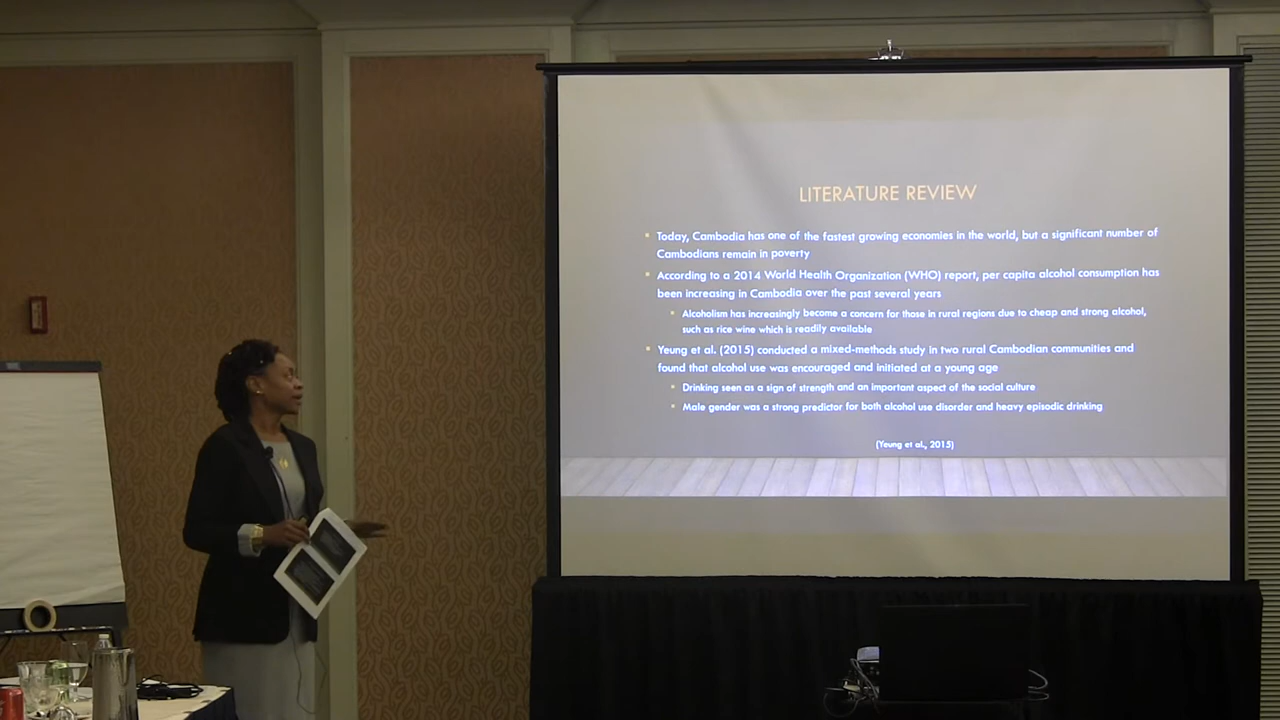 LITERATURE REVIEW
Today, Cambodia has one of the fastest growing economies in the world, but a significant number of
Cambodians remain in poverty
According to a 2014 World Health Organization (WHO) report, per capita alcohol consumption has
been increasing in Cambodia over the past several years
Alcoholism has increasingly become a concern for those in rural regions due to cheap and strong alcohol,
such as rice wine which is readily available
Yeung et al. (2015) conducted a mixed-methods study in two rural Cambodian communities and
found that alcohol use was encouraged and initiated at a young age
Drinking seen as a sign of strength and an important aspect of the social culture
Male gender was a strong predictor for both alcohol use disorder and heavy episodic drinking
(Yeung et al., 2015)